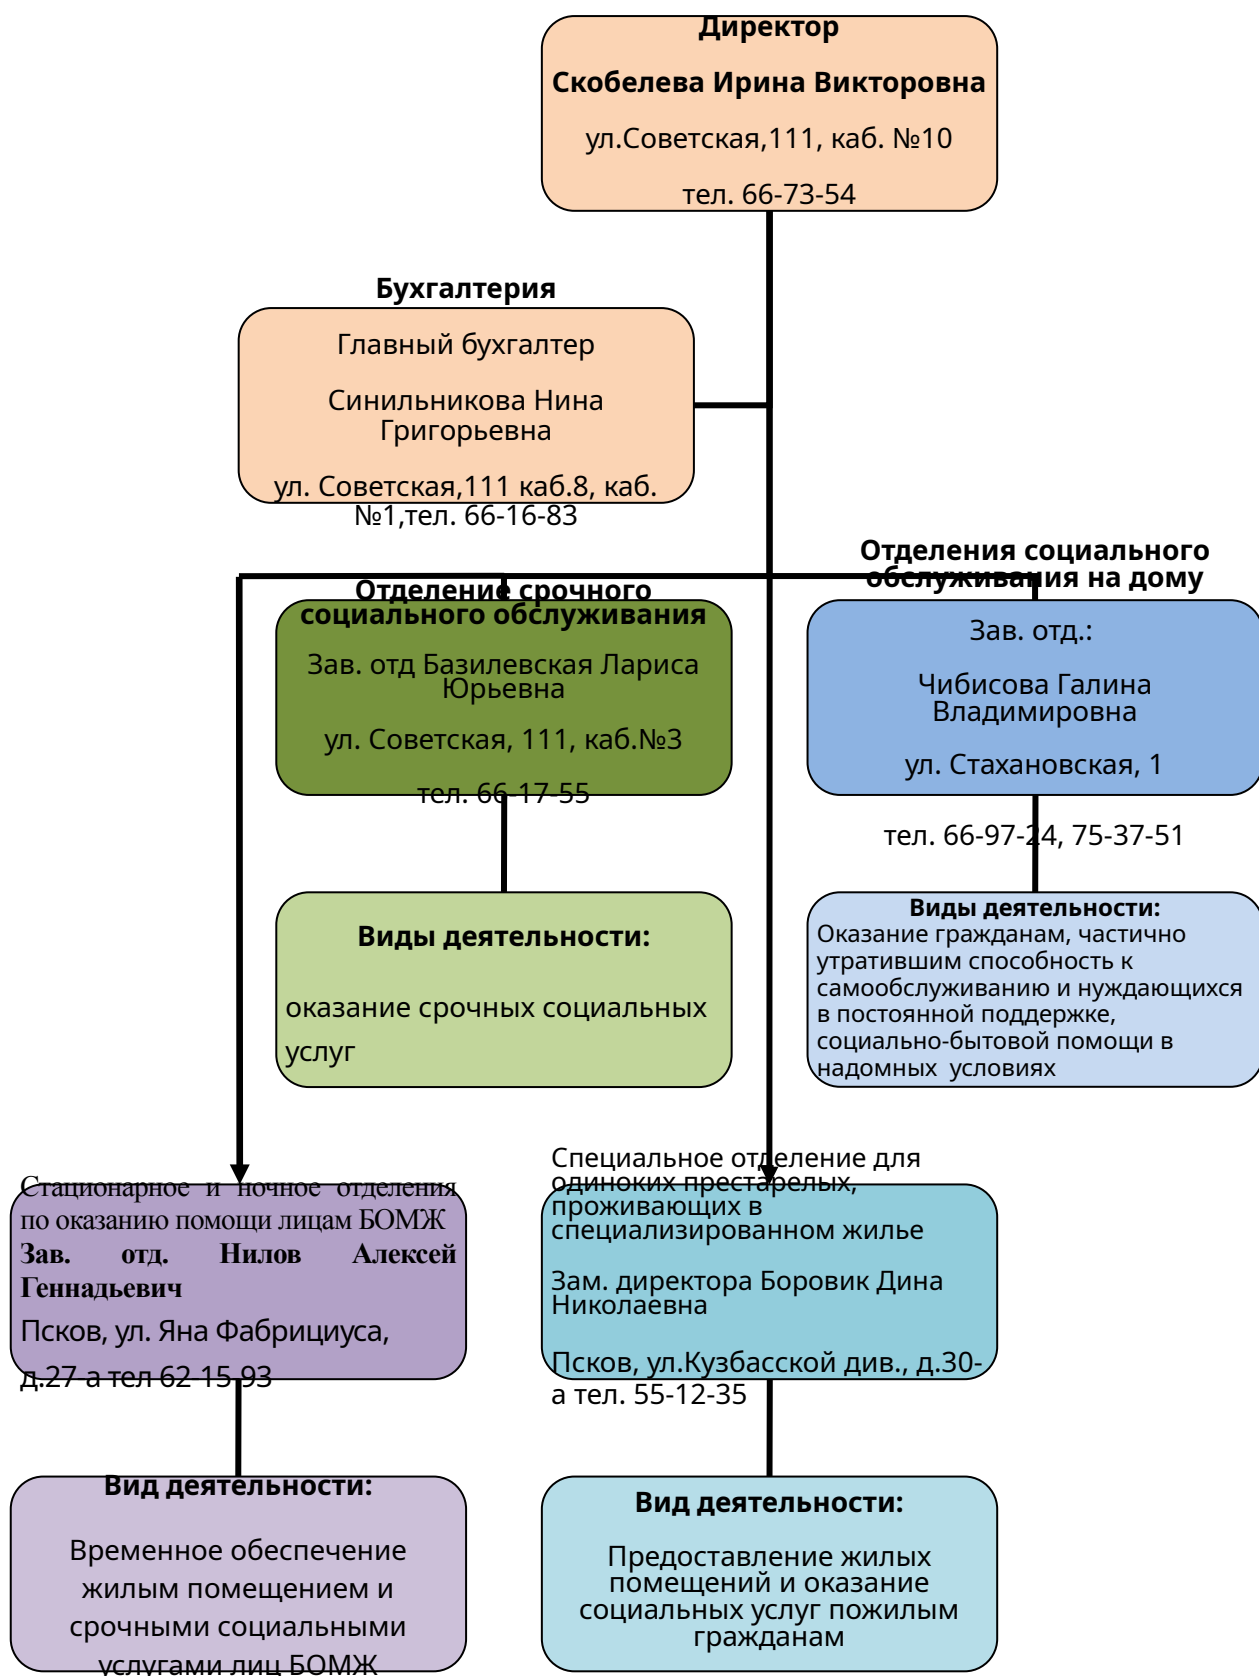 Директор
Скобелева Ирина Викторовна
ул.Советская,111, каб. №10
тел. 66-73-54
Бухгалтерия
Главный бухгалтер
Синильникова Нина
Григорьевна
ул. Советская,111 каб.8, каб.
№1,тел. 66-16-83
Отделение срочного
социального обслуживания
Зав. отд Базилевская Лариса
Юрьевна
ул. Советская, 111, каб.№3
тел. 66-17-55
Отделения социального
обслуживания на дому
Зав. отд.:
Чибисова Галина
Владимировна
ул. Стахановская, 1
тел. 66-97-24, 75-37-51
Виды деятельности:
оказание срочных социальных
услуг
Виды деятельности:
Оказание гражданам, частично
утратившим способность к
самообслуживанию и нуждающихся
в постоянной поддержке,
социально-бытовой помощи в
надомных  условиях
Стационарное и ночное отделения
по оказанию помощи лицам БОМЖ
Зав. отд. Нилов Алексей
Геннадьевич
Псков, ул. Яна Фабрициуса,
д.27-а тел 62-15-93
Специальное отделение для
одиноких престарелых,
проживающих в
специализированном жилье
Зам. директора Боровик Дина
Николаевна
Псков, ул.Кузбасской див., д.30-
а тел. 55-12-35
Вид деятельности:
Временное обеспечение
жилым помещением и
срочными социальными
услугами лиц БОМЖ
Вид деятельности:
Предоставление жилых
помещений и оказание
социальных услуг пожилым
гражданам